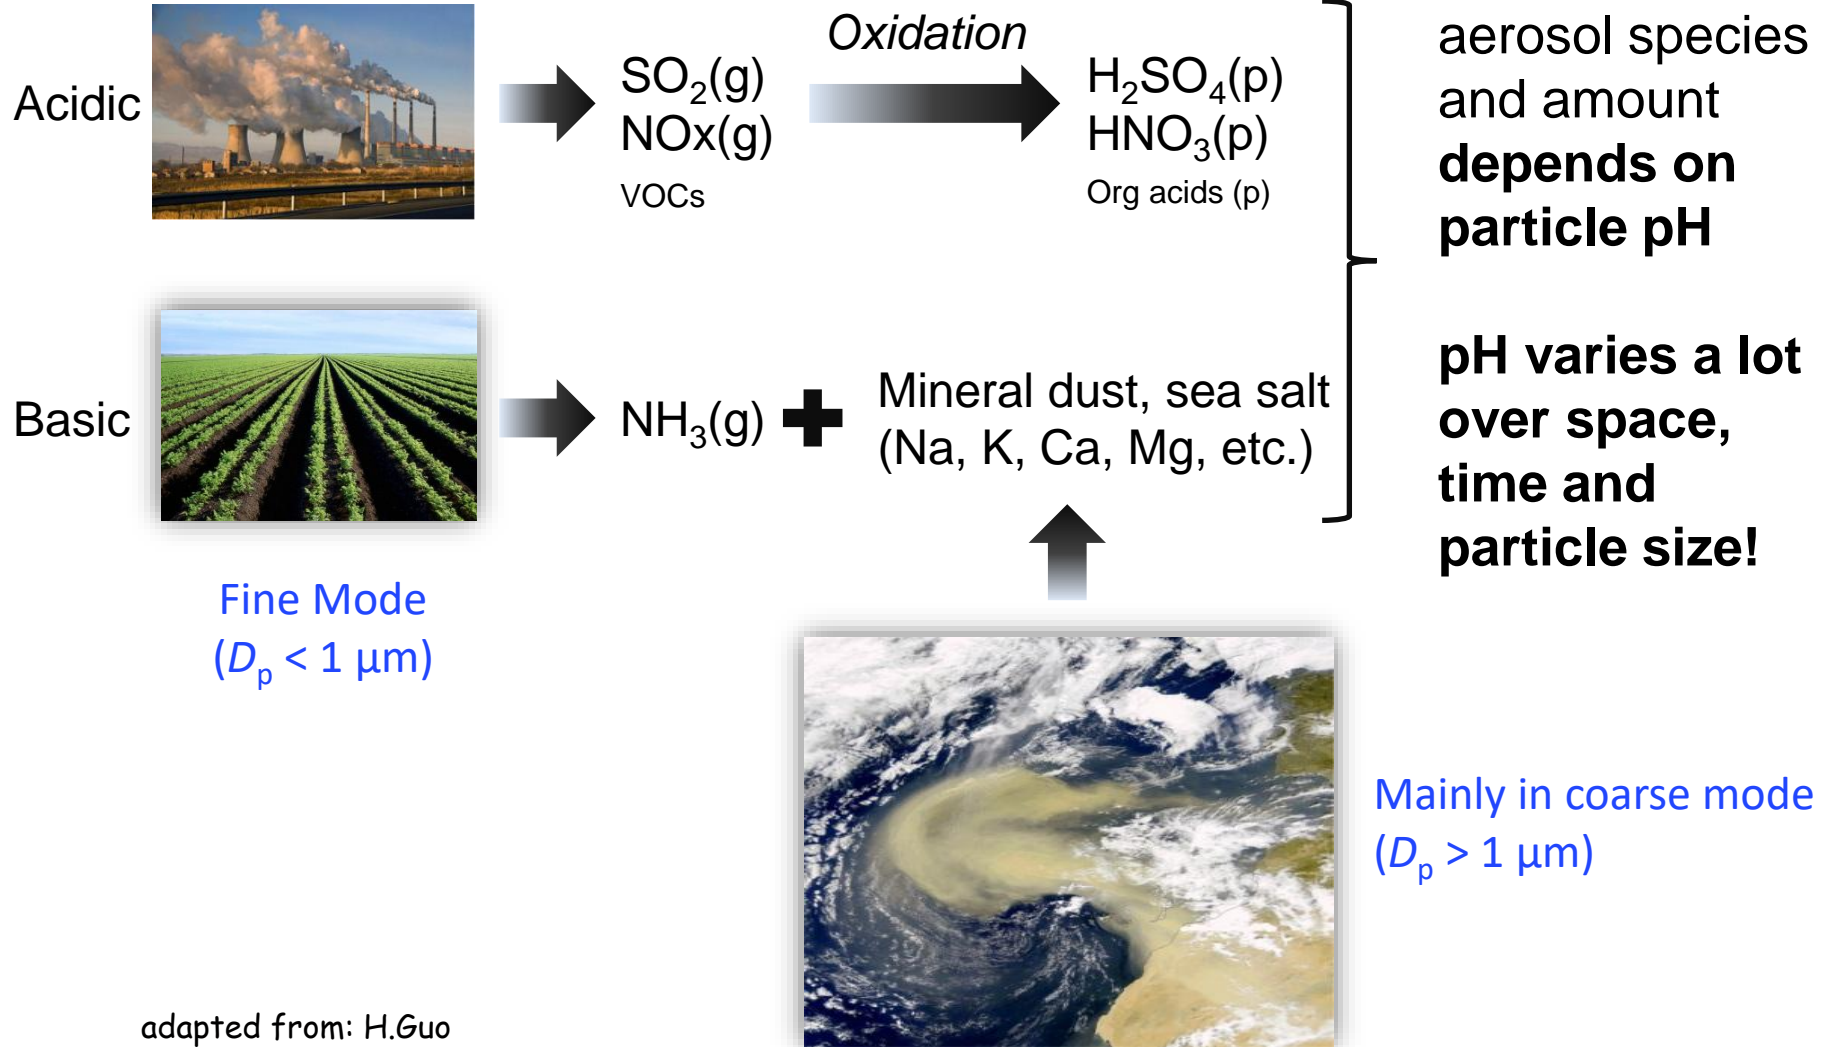 Acidic
SO₂(g)
NOx(g)
VOCs
Oxidation
H₂SO₄(p)
HNO₃(p)
Org acids (p)
aerosol species
and amount
depends on
particle pH
pH varies a lot
over space,
time and
particle size!
Basic
NH₃(g)
Mineral dust, sea salt
(Na, K, Ca, Mg, etc.)
Fine Mode
(Dₚ < 1 µm)
Mainly in coarse mode
(Dₚ > 1 µm)
adapted from: H.Guo